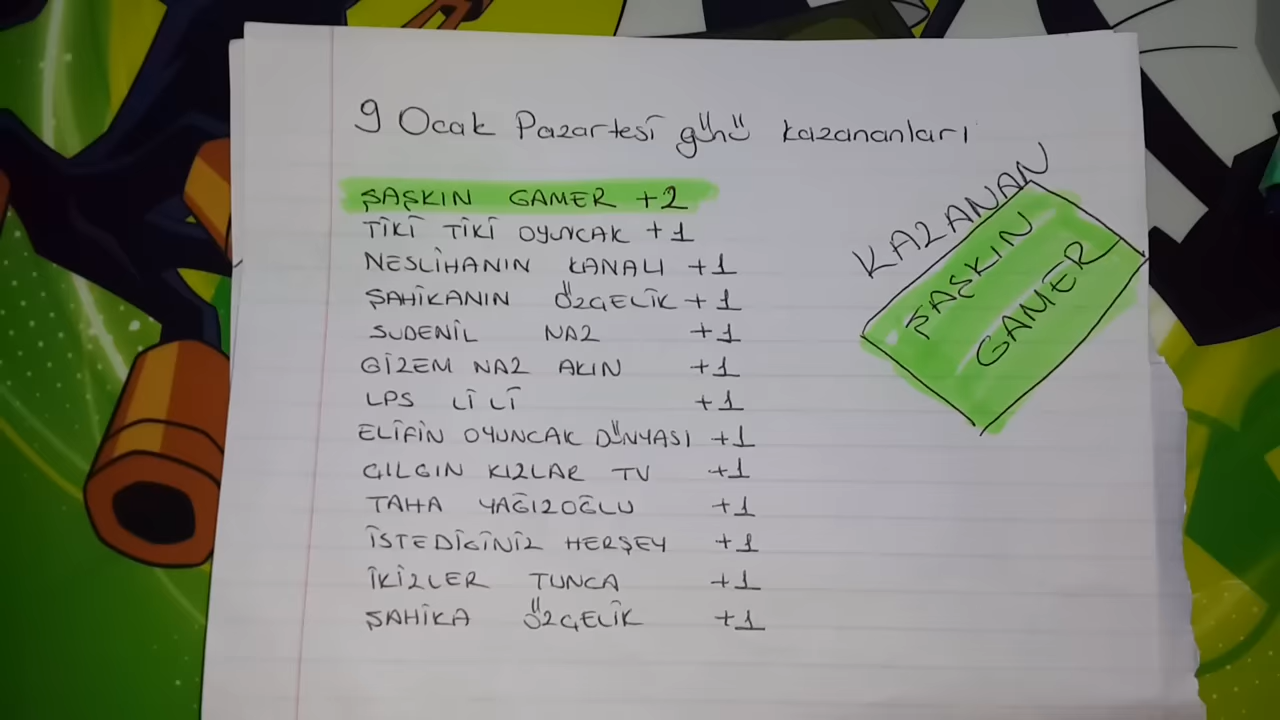 9 Ocak Pazartesi günü kazananları
ŞAŞKIN GAMER +2
TİKİ TİKİ OYUNCAK +1
NESLİHANIN KANALI +1
ŞAHİKANIN ÖZÇELİK +1
SUDENİL NAZ +1
GİZEM NAZ AKIN +1
LPS LİLİ +1
ELİFİN OYUNCAK DÜNYASI +1
ÇILGIN KIZLAR TV +1
TAHA YAĞIZOĞLU +1
İSTEDİGİNİZ HERŞEY +1
İKİZLER TUNCA +1
ŞAHİKA ÖZÇELİK +1
KAZANAN
ŞAŞKIN
GAMER